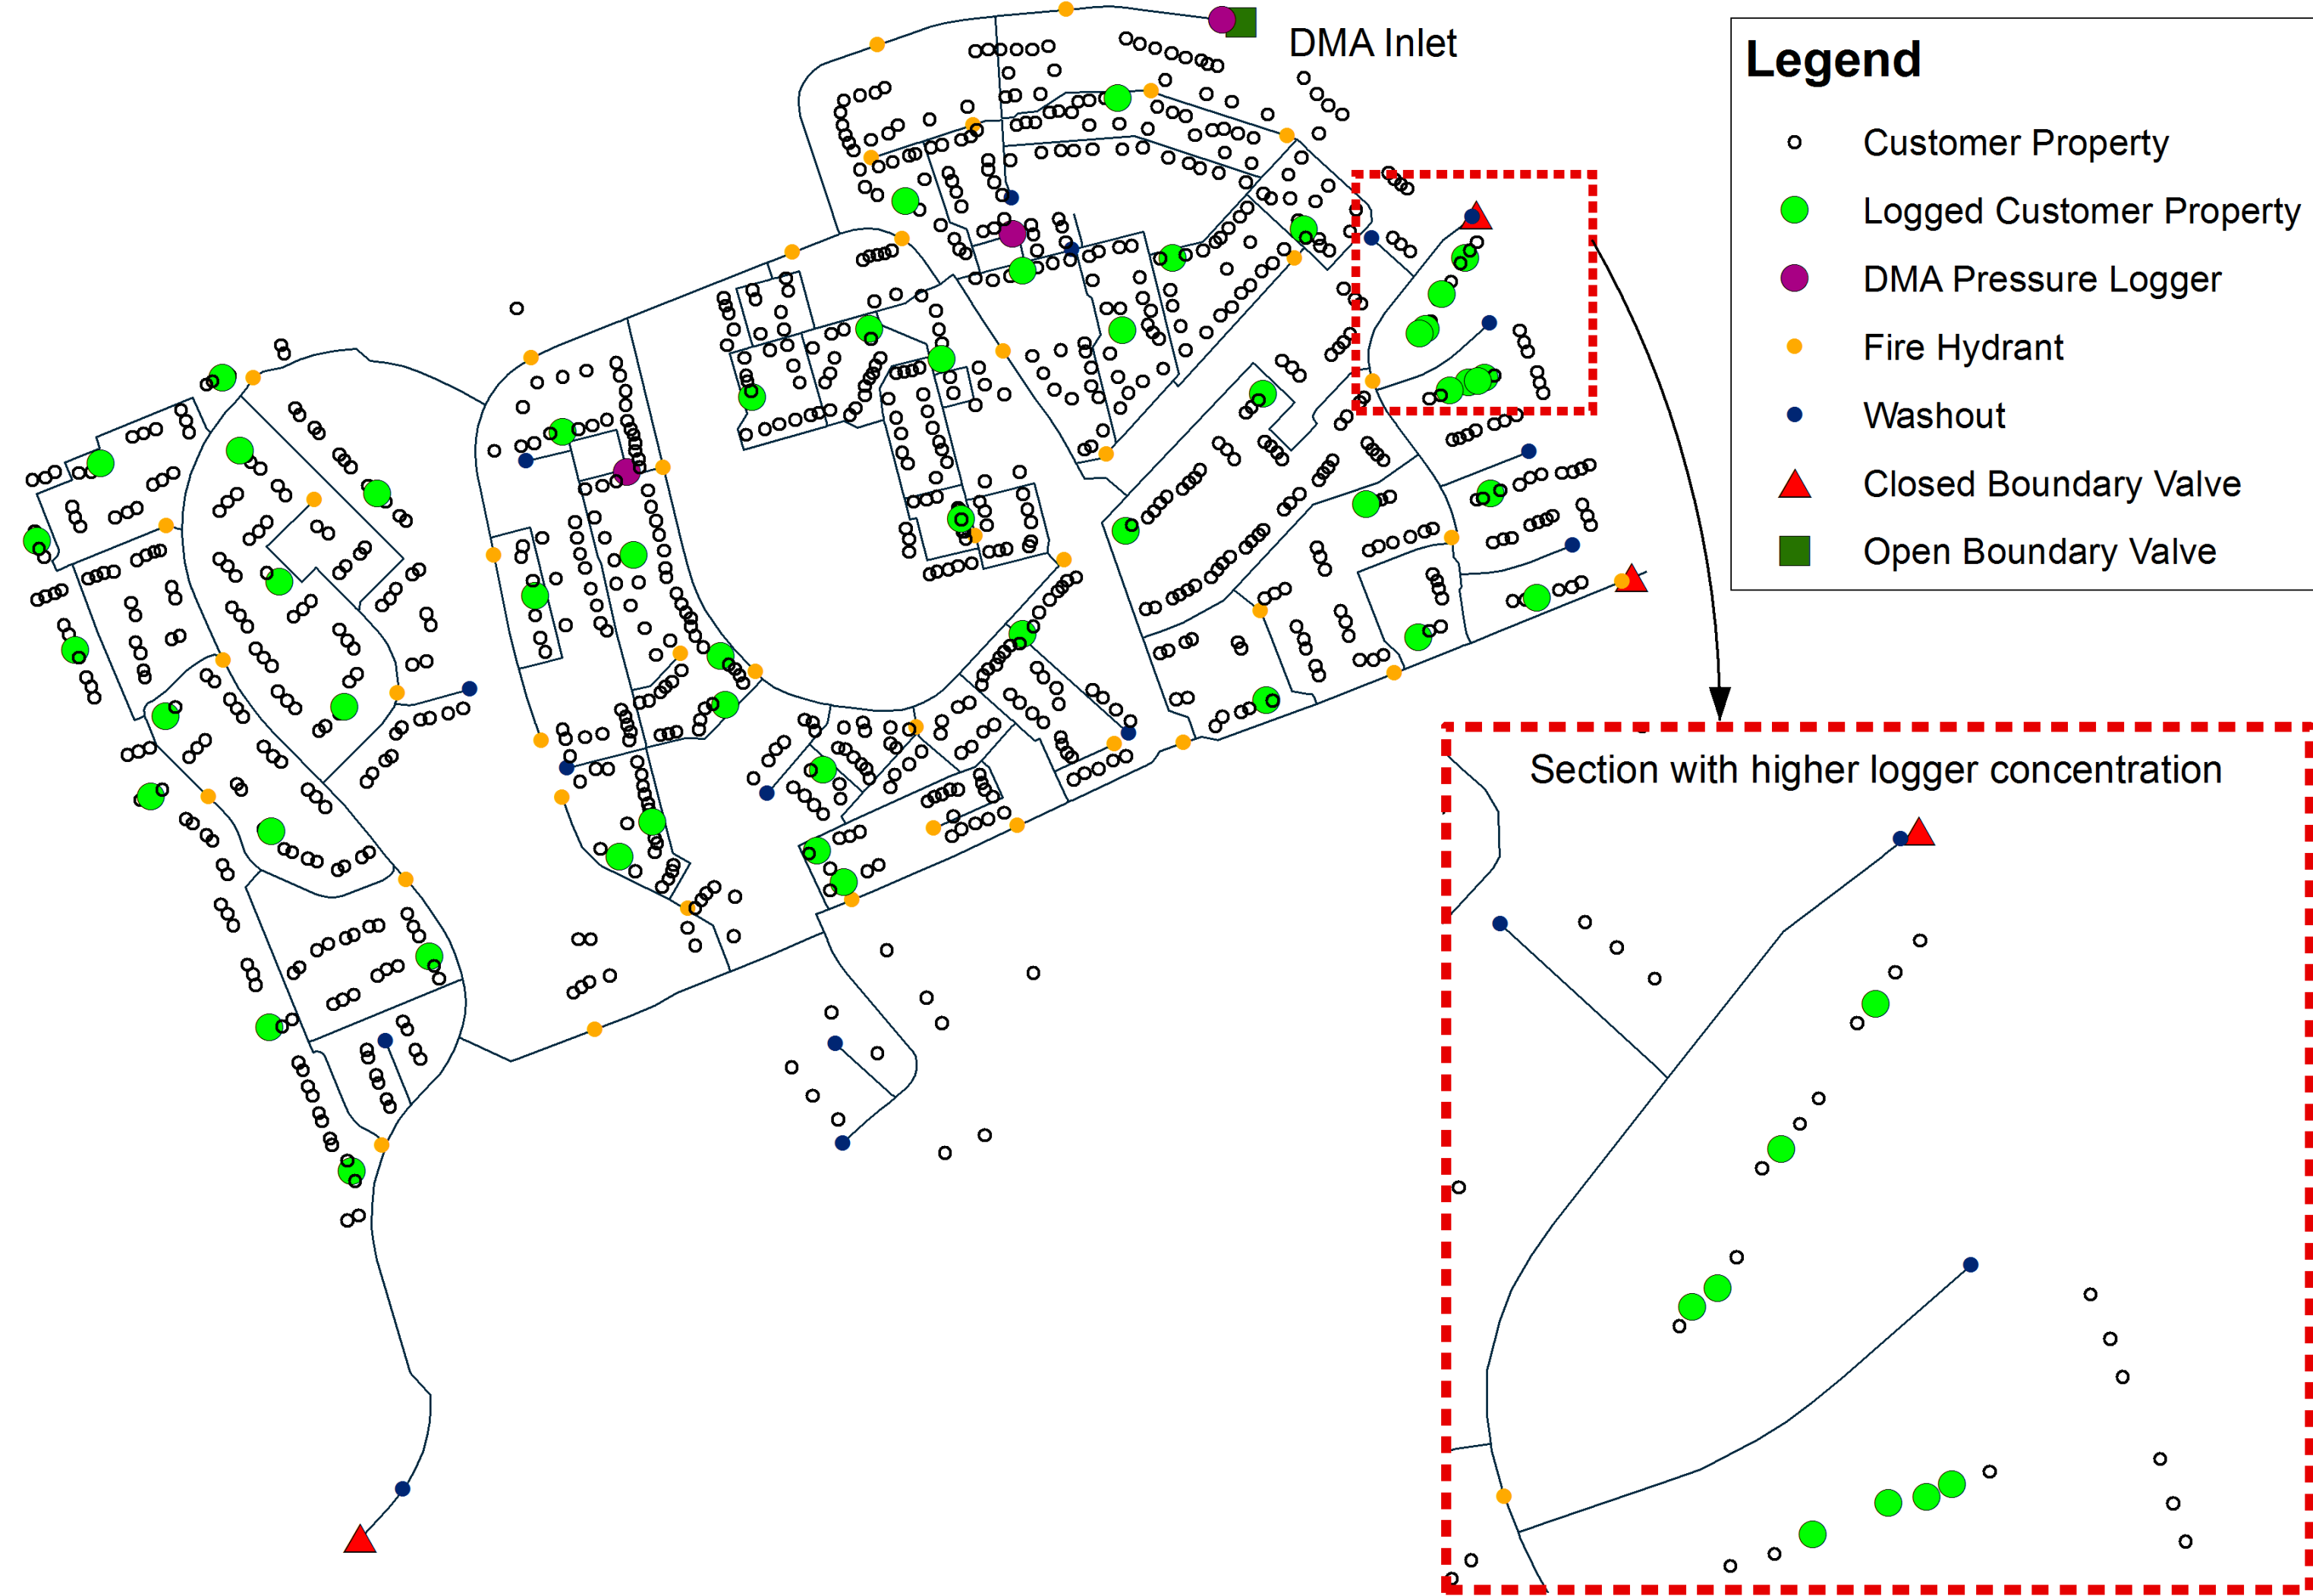 DMA Inlet
Legend
Customer Property
Logged Customer Property
DMA Pressure Logger
Fire Hydrant
Washout
Closed Boundary Valve
Open Boundary Valve
Section with higher logger concentration